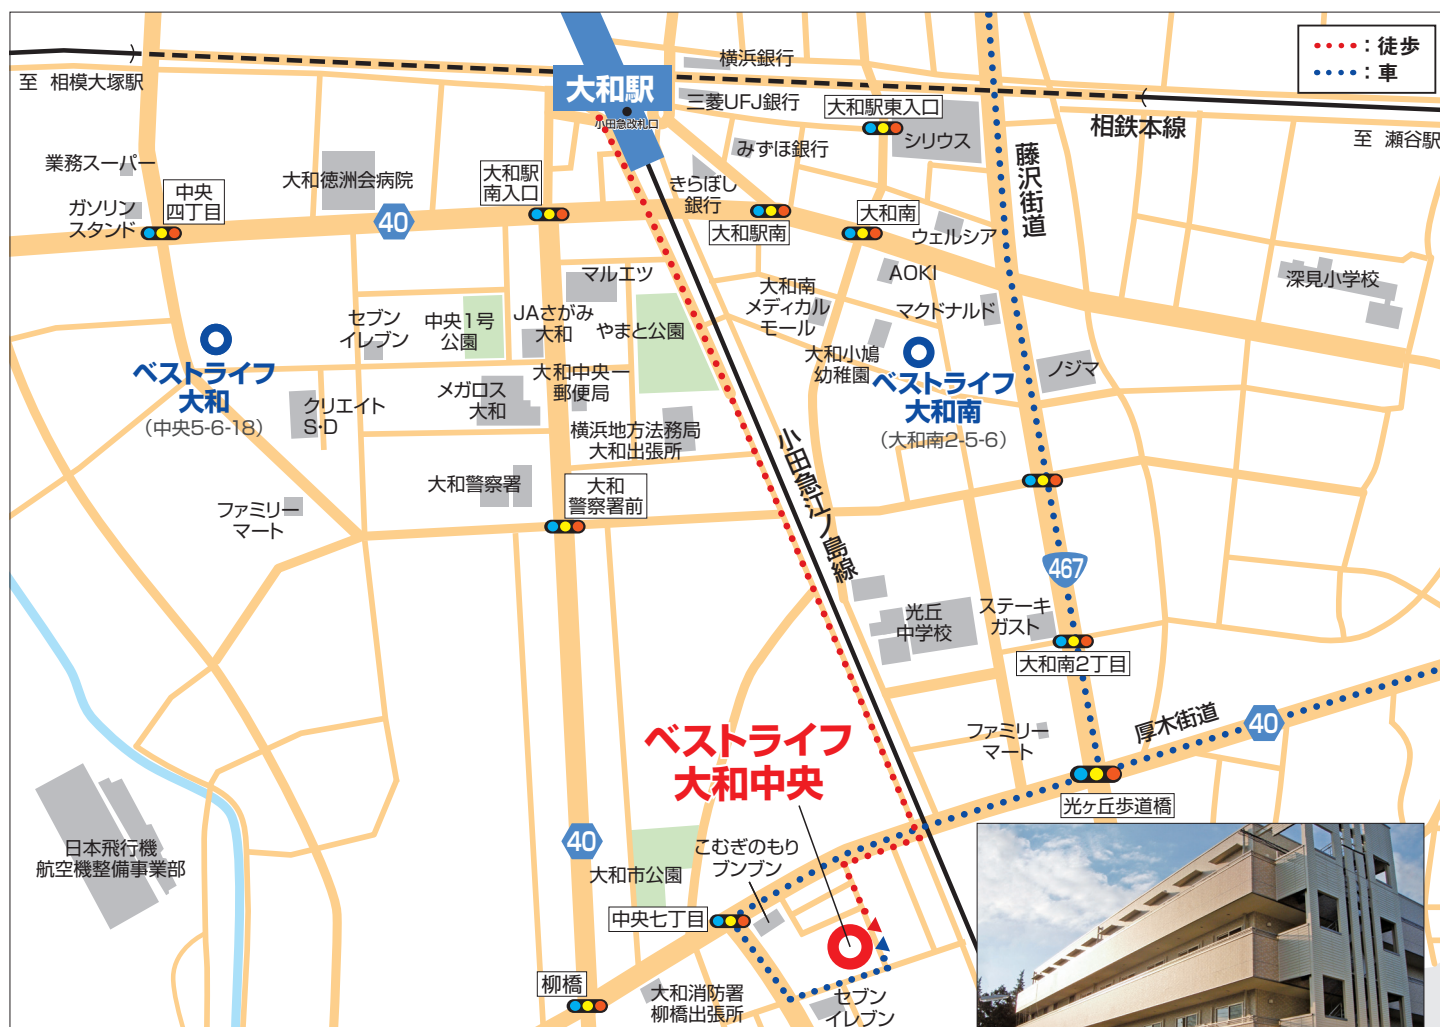 ：徒歩
：車
至 相模大塚駅
大和駅
小田急改札口
横浜銀行
三菱UFJ銀行
大和駅東入口
シリウス
相鉄本線
至 瀬谷駅
みずほ銀行
藤沢街道
業務スーパー
大和徳洲会病院
大和駅
南入口
中央
四丁目
ガソリン
スタンド
40
きらぼし
銀行
大和駅南
大和南
ウェルシア
AOKI
深見小学校
マルエツ
大和南
メディカル
モール
マクドナルド
セブン
イレブン
中央1号
公園
JAさがみ
大和
やまと公園
大和小鳩
幼稚園
ノジマ
ベストライフ
大和
（中央5-6-18）
ベストライフ
大和南
（大和南2-5-6）
クリエイト
S・D
メガロス
大和
大和中央一
郵便局
横浜地方法務局
大和出張所
小田急江ノ島線
大和警察署
大和
警察署前
ファミリー
マート
467
光丘
中学校
ステーキ
ガスト
大和南2丁目
厚木街道
40
ファミリー
マート
ベストライフ
大和中央
光ヶ丘歩道橋
日本飛行機
航空機整備事業部
40
大和市公園
こむぎのもり
ブンブン
中央七丁目
柳橋
大和消防署
柳橋出張所
セブン
イレブン